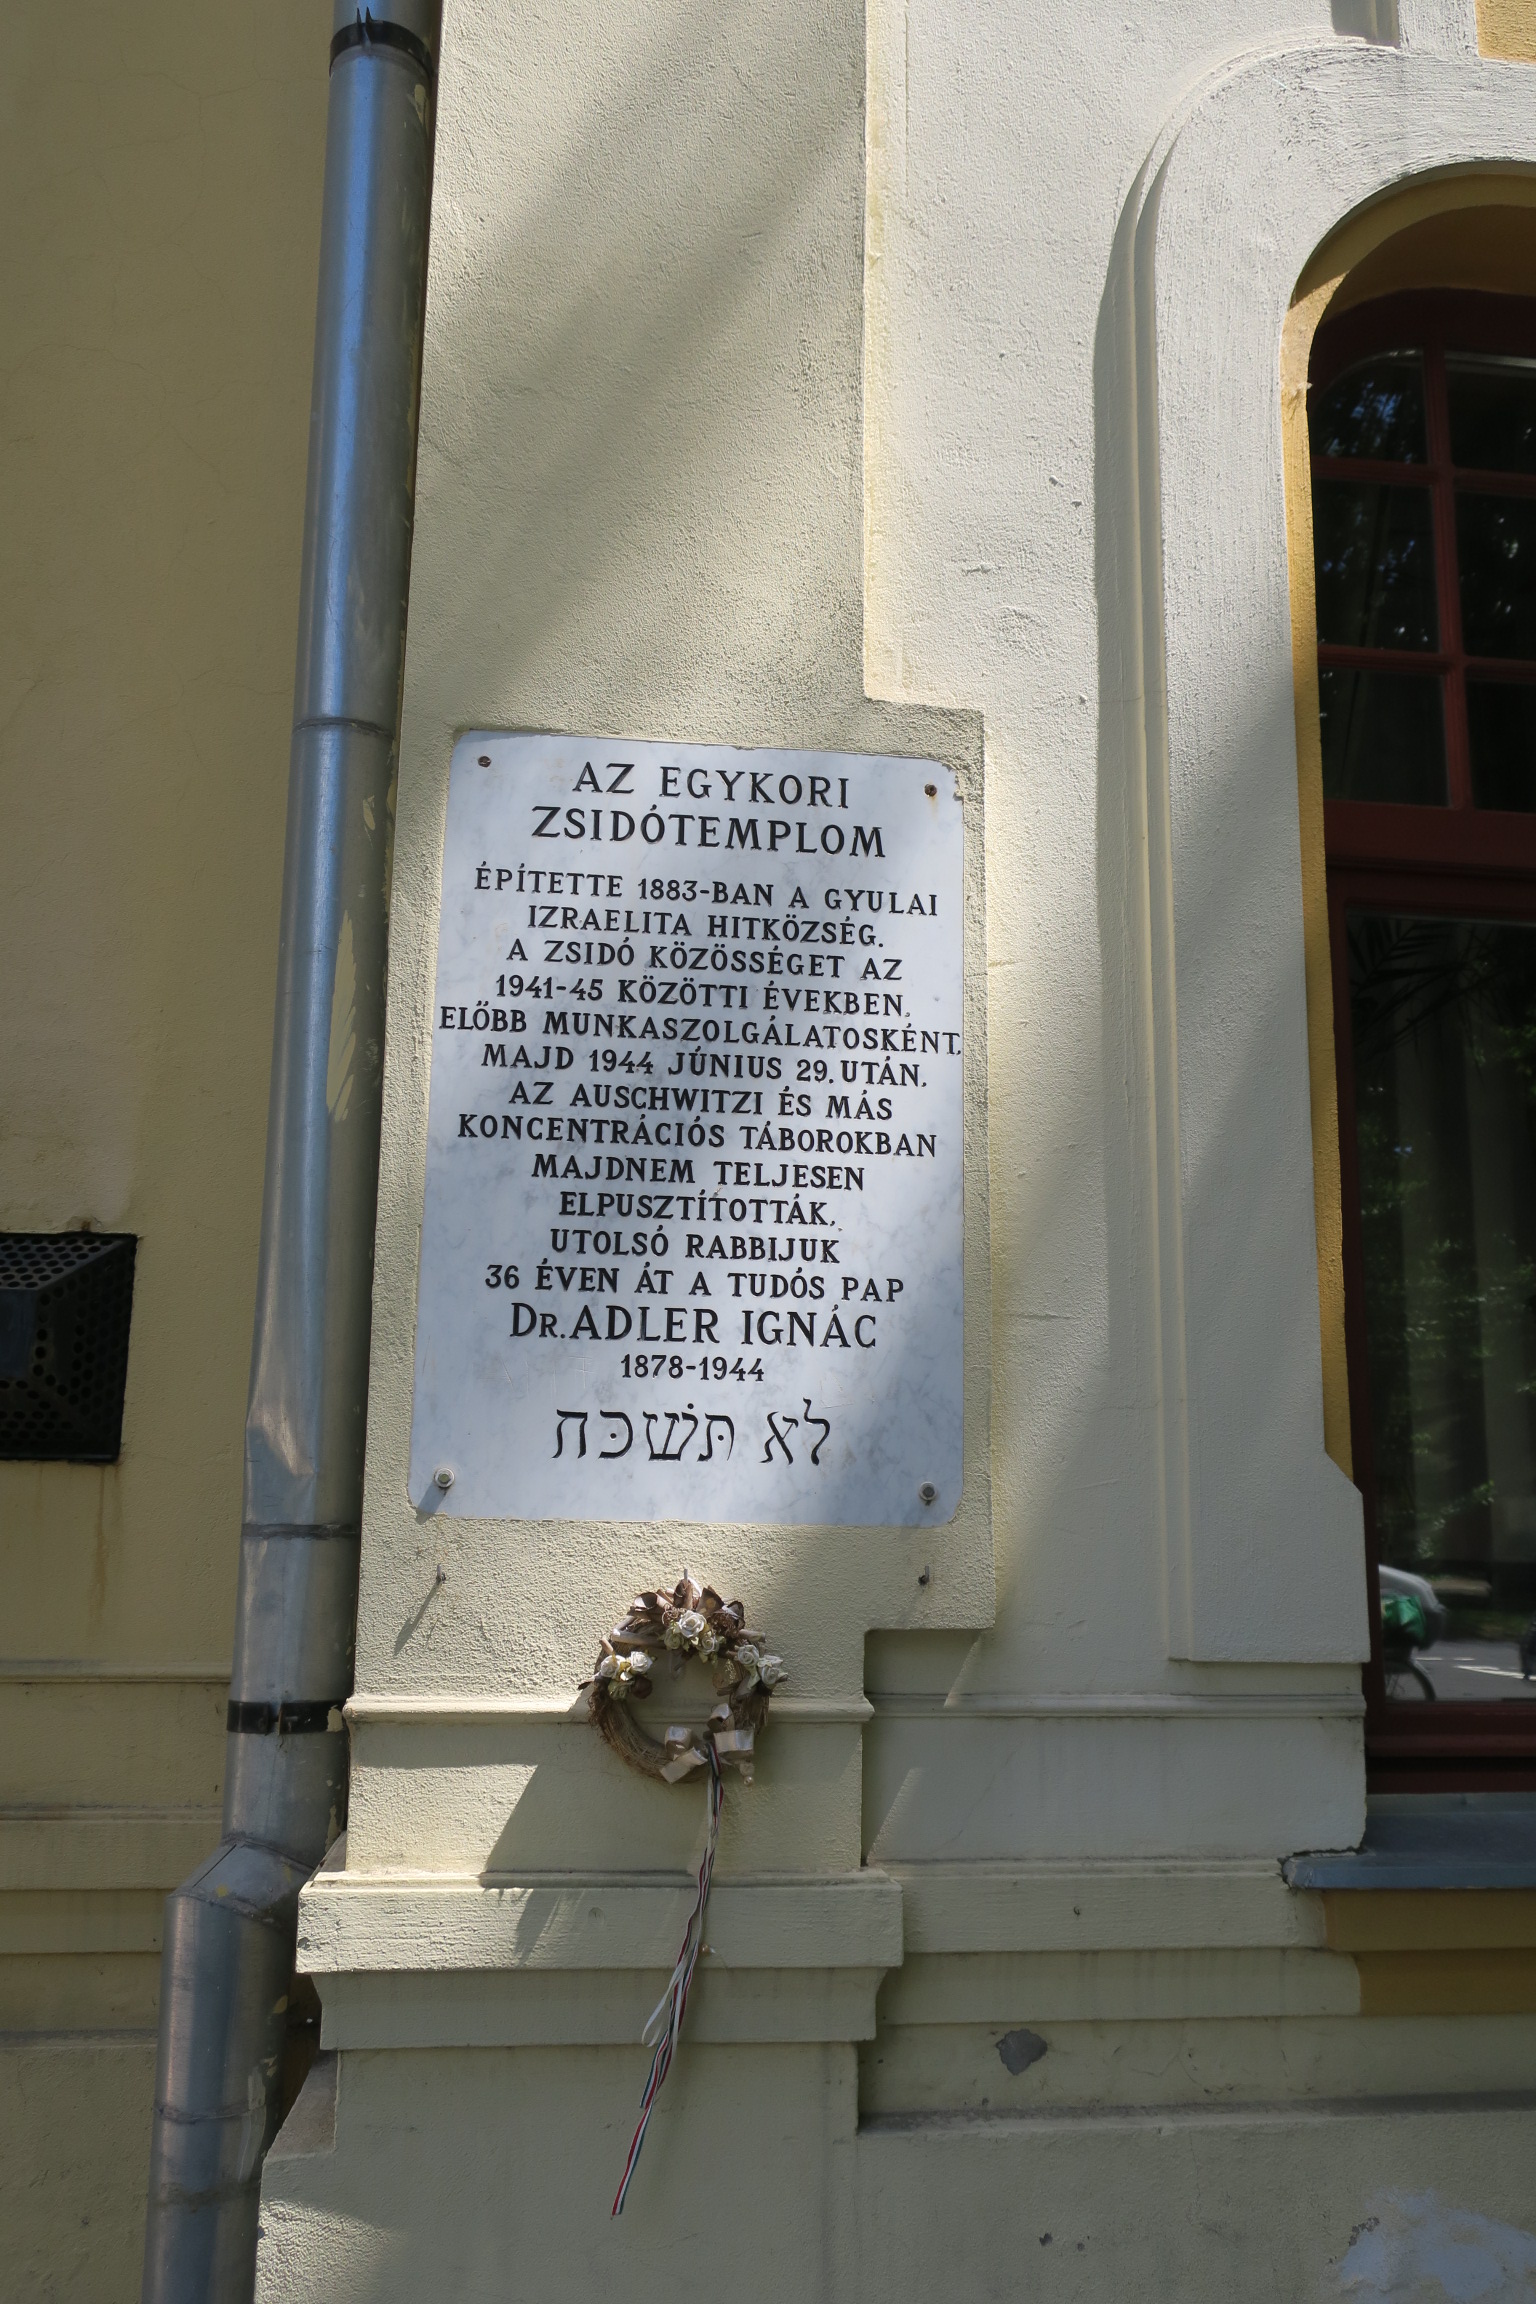 AZ EGYKORI
ZSIDÓTEMPLOM
ÉPÍTETTE 1883-BAN A GYULAI
IZRAELITA HITKÖZSÉG.
A ZSIDÓ KÖZÖSSÉGET AZ
1941-45 KÖZÖTTI ÉVEKBEN,
ELŐBB MUNKASZOLGÁLATOSKÉNT,
MAJD 1944 JÚNIUS 29. UTÁN,
AZ AUSCHWITZI ÉS MÁS
KONCENTRÁCIÓS TÁBOROKBAN
MAJDNEM TELJESEN
ELPUSZTÍTOTTÁK,
UTOLSÓ RABBIJUK
36 ÉVEN ÁT A TUDÓS PAP
DR. ADLER IGNÁC
1878-1944
לא תּשׁכּח